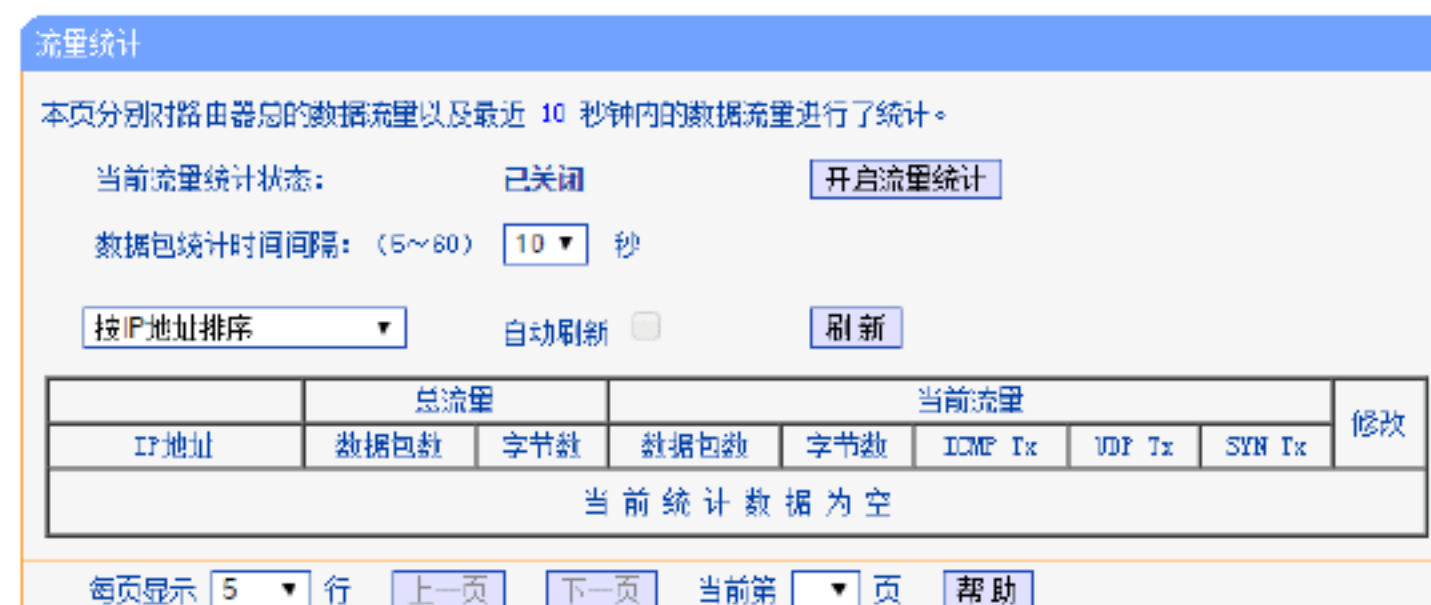 流量统计
本页分别对路由器总的数据流量以及最近 10 秒钟内的数据流量进行了统计。
当前流量统计状态： 已关闭 开启流量统计
数据包统计时间间隔：（5～60） 10 秒
按IP地址排序 自动刷新 刷 新
总流量 当前流量 修改
IP地址 数据包数 字节数 数据包数 字节数 ICMP Tx UDP Tx SYN Tx
当 前 统 计 数 据 为 空
每页显示 5 行 上一页 下一页 当前第 页 帮 助